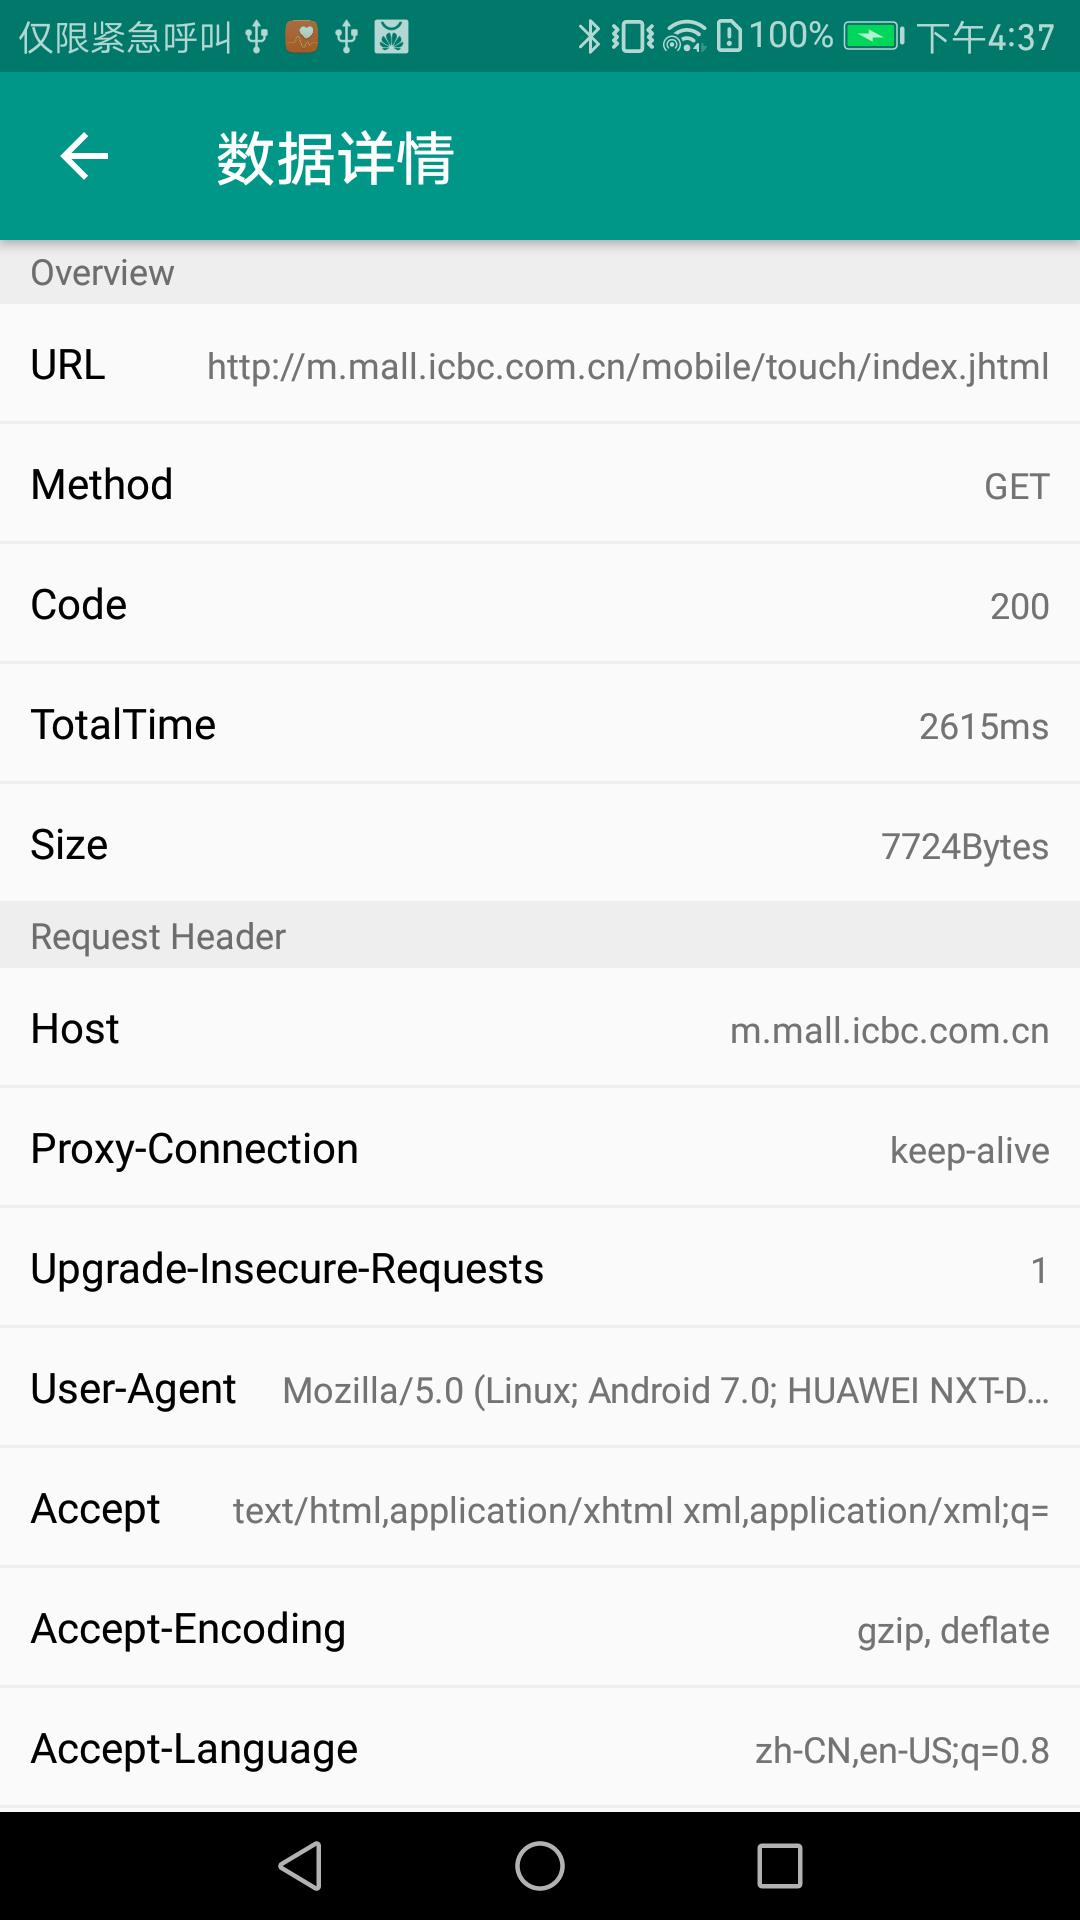 仅限紧急呼叫 100% 下午4:37
数据详情
Overview
URL http://m.mall.icbc.com.cn/mobile/touch/index.jhtml
Method GET
Code 200
TotalTime 2615ms
Size 7724Bytes
Request Header
Host m.mall.icbc.com.cn
Proxy-Connection keep-alive
Upgrade-Insecure-Requests 1
User-Agent Mozilla/5.0 (Linux; Android 7.0; HUAWEI NXT-D...
Accept text/html,application/xhtml xml,application/xml;q=
Accept-Encoding gzip, deflate
Accept-Language zh-CN,en-US;q=0.8